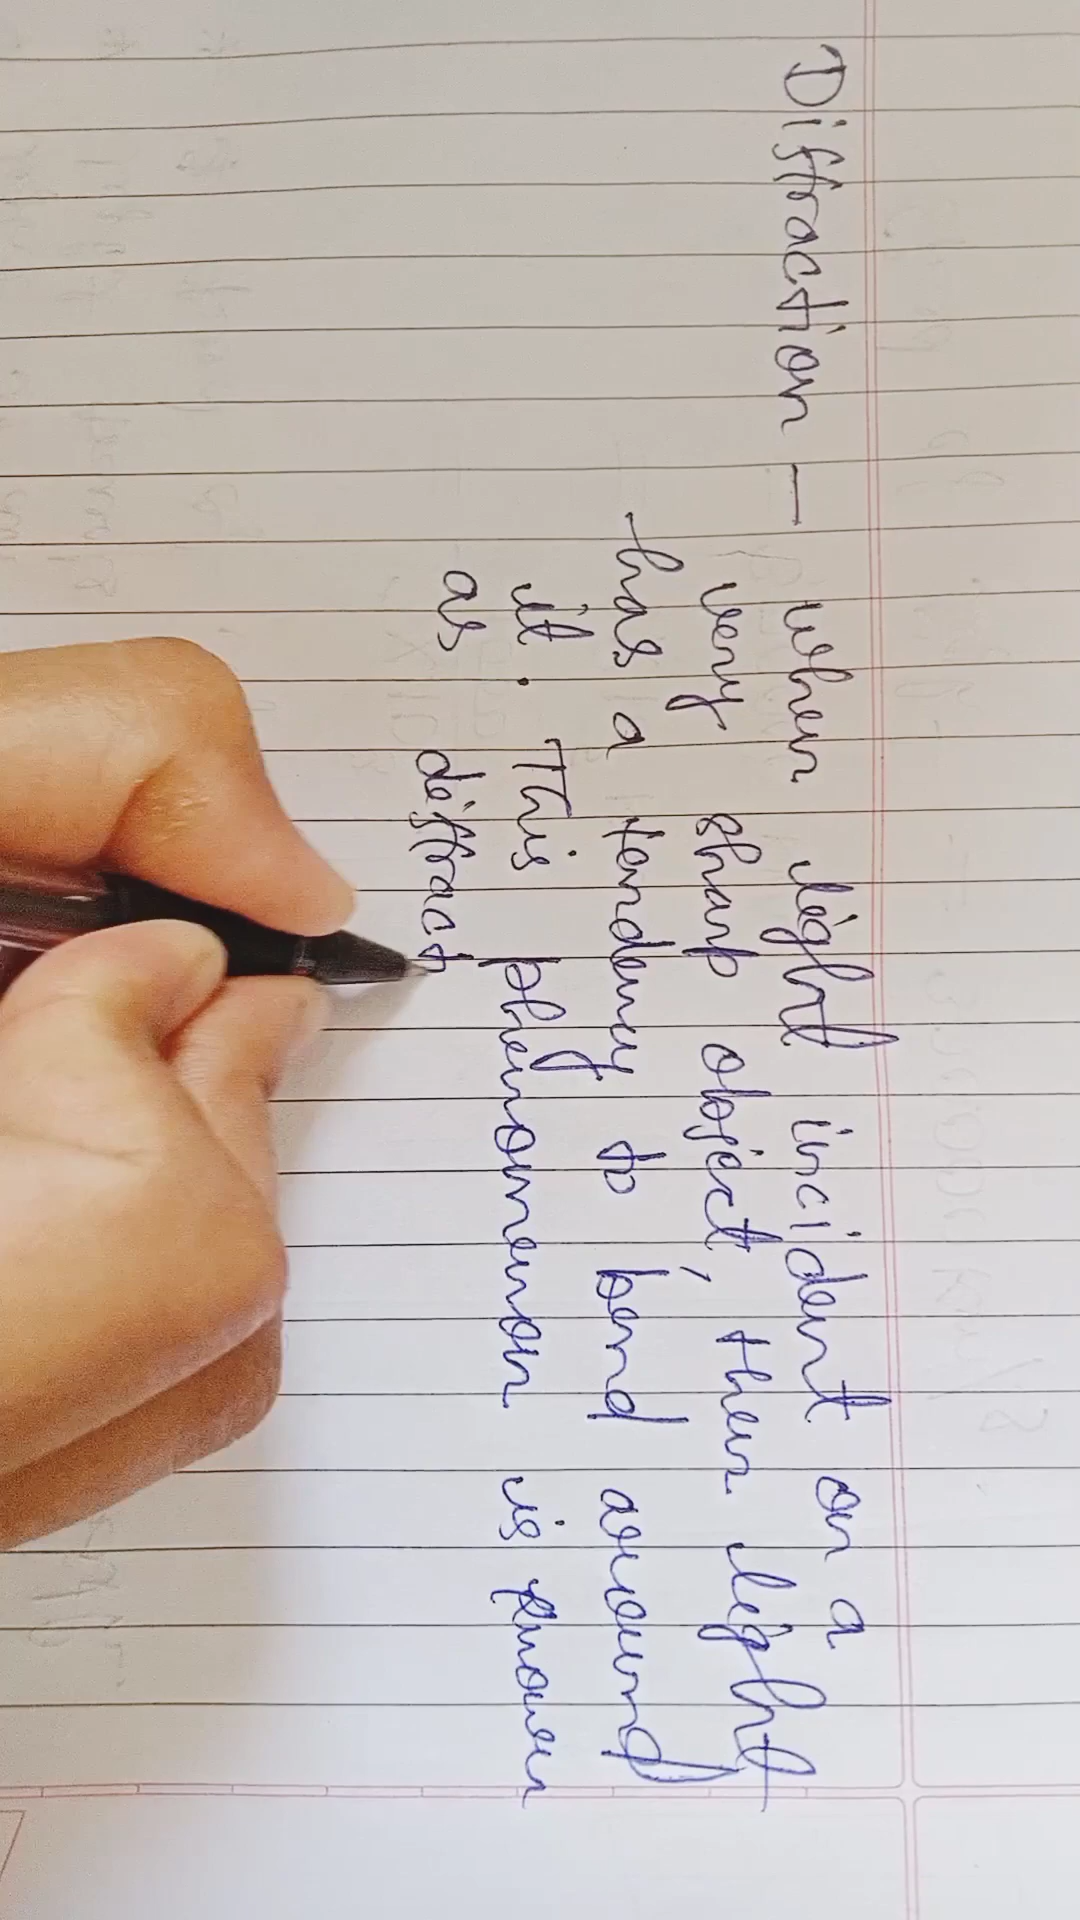 Diffraction — when light incident on a
very sharp object, then light
has a tendency to bend around
it. This phenomenon is known
as diffract